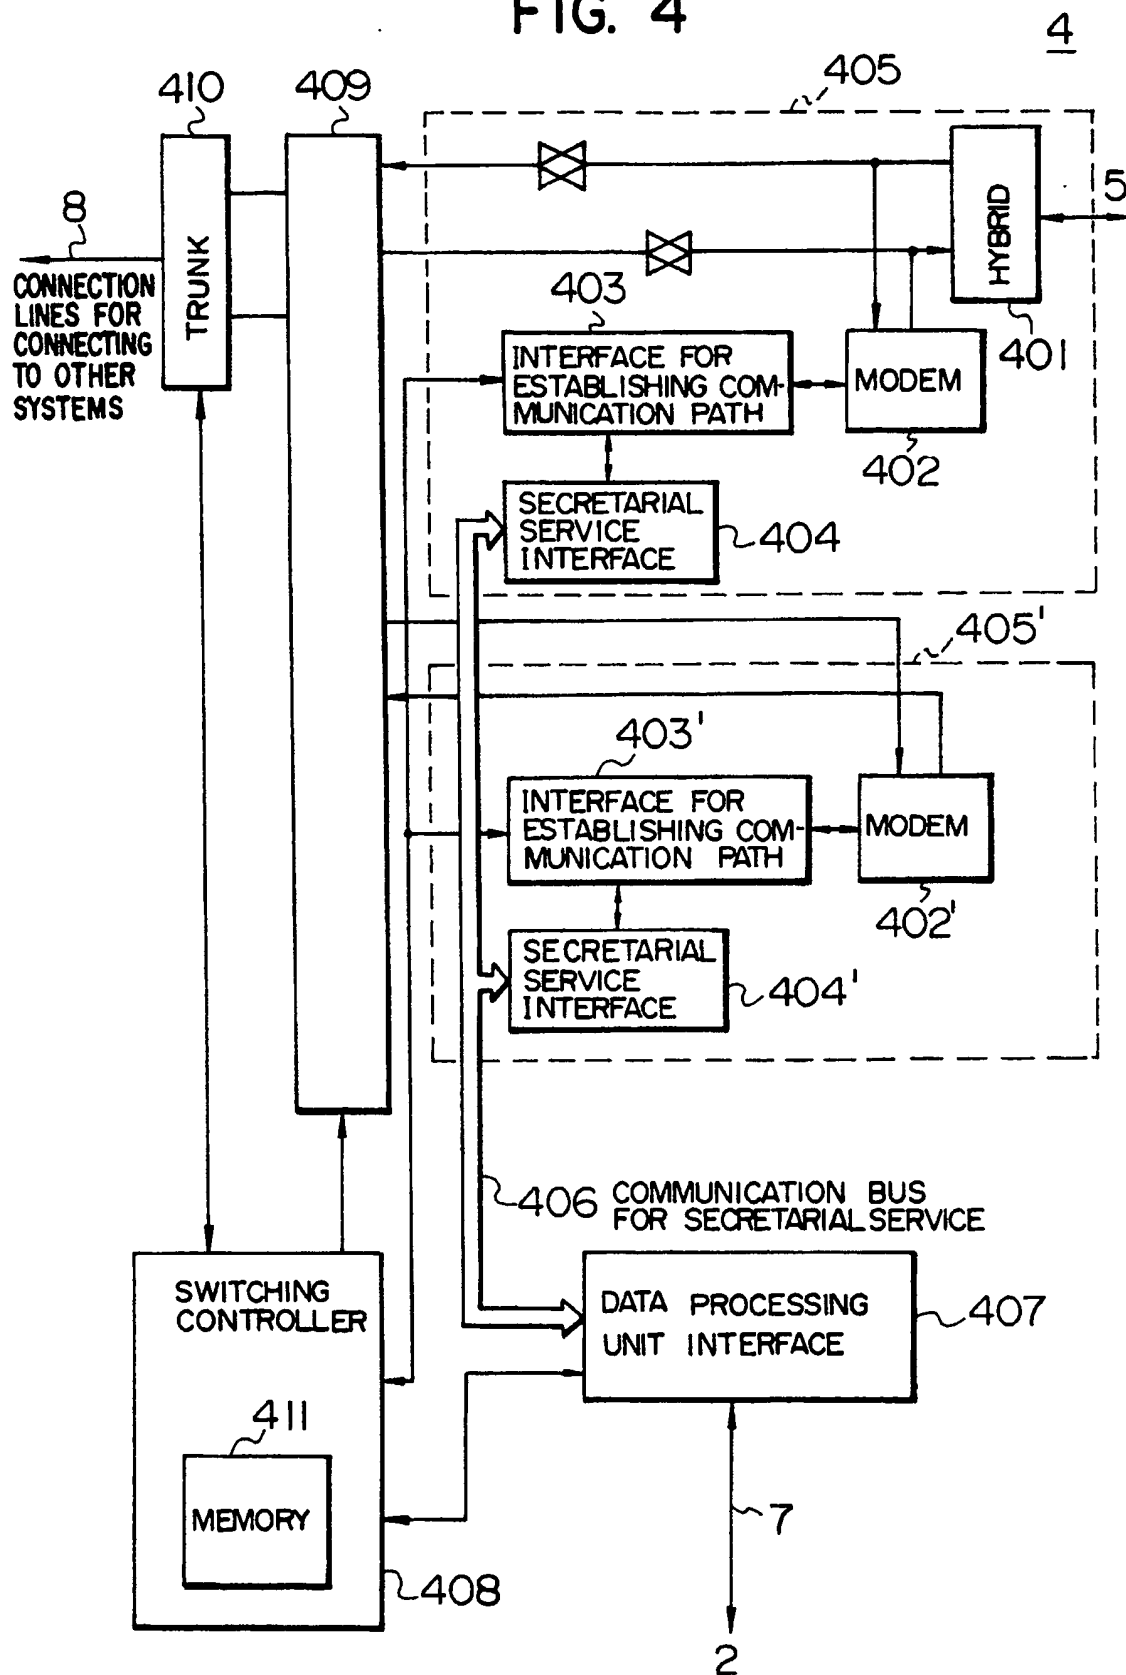 FIG. 4
4
410
409
405
8
TRUNK
HYBRID
5
CONNECTION
LINES FOR
CONNECTING
TO OTHER
SYSTEMS
403
401
INTERFACE FOR
ESTABLISHING COM-
MUNICATION PATH
MODEM
402
SECRETARIAL
SERVICE
INTERFACE
404
405'
403'
INTERFACE FOR
ESTABLISHING COM-
MUNICATION PATH
MODEM
402'
SECRETARIAL
SERVICE
INTERFACE
404'
406
COMMUNICATION BUS
FOR SECRETARIAL SERVICE
SWITCHING
CONTROLLER
DATA PROCESSING
UNIT INTERFACE
407
411
MEMORY
408
7
2